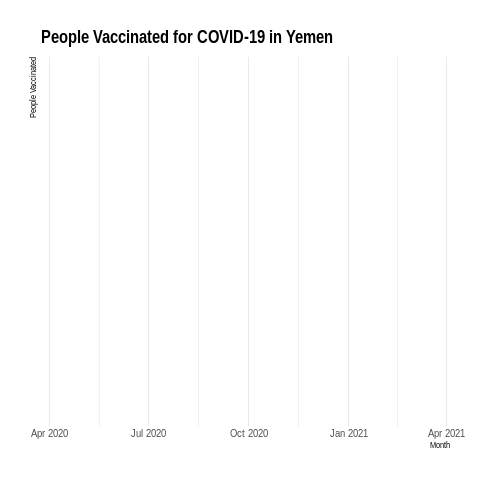 People Vaccinated for COVID-19 in Yemen
People Vaccinated
Apr 2020 Jul 2020 Oct 2020 Jan 2021 Apr 2021
Month